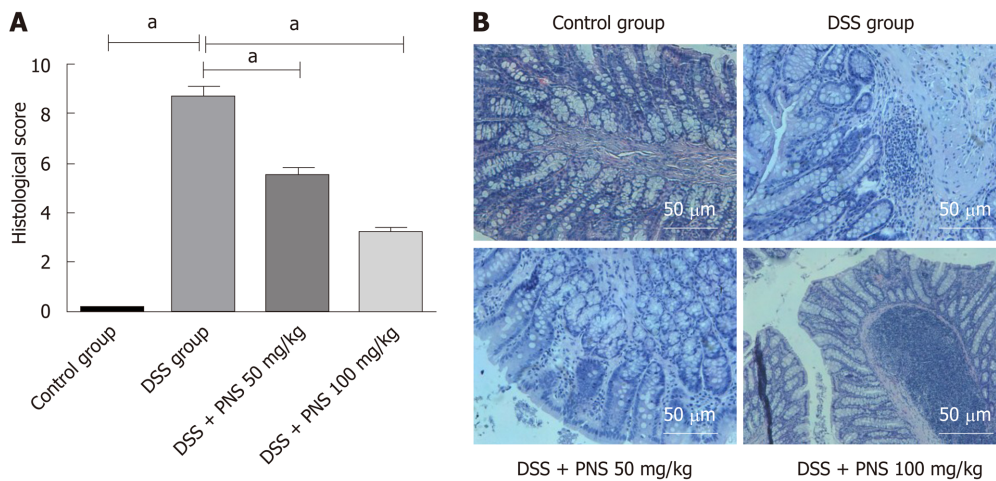 A
a
a
a
10
8
6
4
2
0
Histological score
Control group
DSS group
DSS + PNS 50 mg/kg
DSS + PNS 100 mg/kg
B
Control group
DSS group
50 μm
50 μm
50 μm
50 μm
DSS + PNS 50 mg/kg
DSS + PNS 100 mg/kg